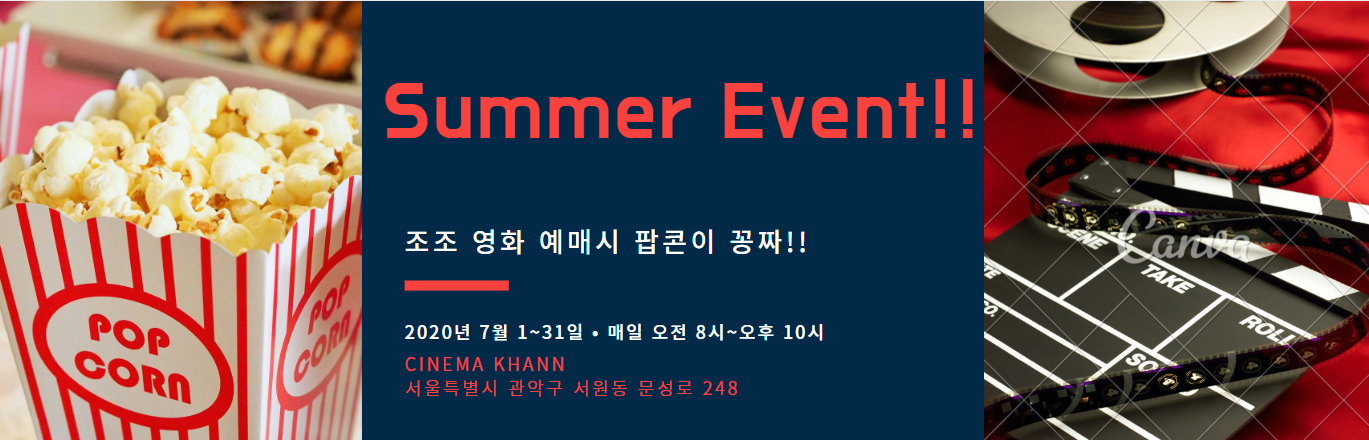 Summer Event!!
조조 영화 예매시 팝콘이 꽁짜!!
2020년 7월 1~31일 • 매일 오전 8시~오후 10시
CINEMA KHANN
서울특별시 관악구 서원동 문성로 248
POP
CORN
POP
CORN
Canva
SCENE
TAKE
ROLL